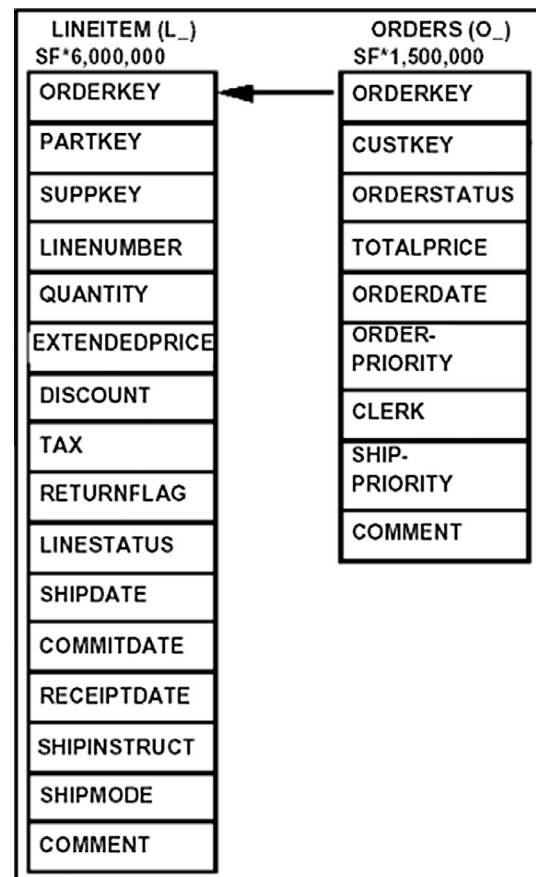 LINEITEM (L_)
SF*6,000,000
ORDERKEY
PARTKEY
SUPPKEY
LINENUMBER
QUANTITY
EXTENDEDPRICE
DISCOUNT
TAX
RETURNFLAG
LINESTATUS
SHIPDATE
COMMITDATE
RECEIPTDATE
SHIPINSTRUCT
SHIPMODE
COMMENT
ORDERS (O_)
SF*1,500,000
ORDERKEY
CUSTKEY
ORDERSTATUS
TOTALPRICE
ORDERDATE
ORDER-
PRIORITY
CLERK
SHIP-
PRIORITY
COMMENT